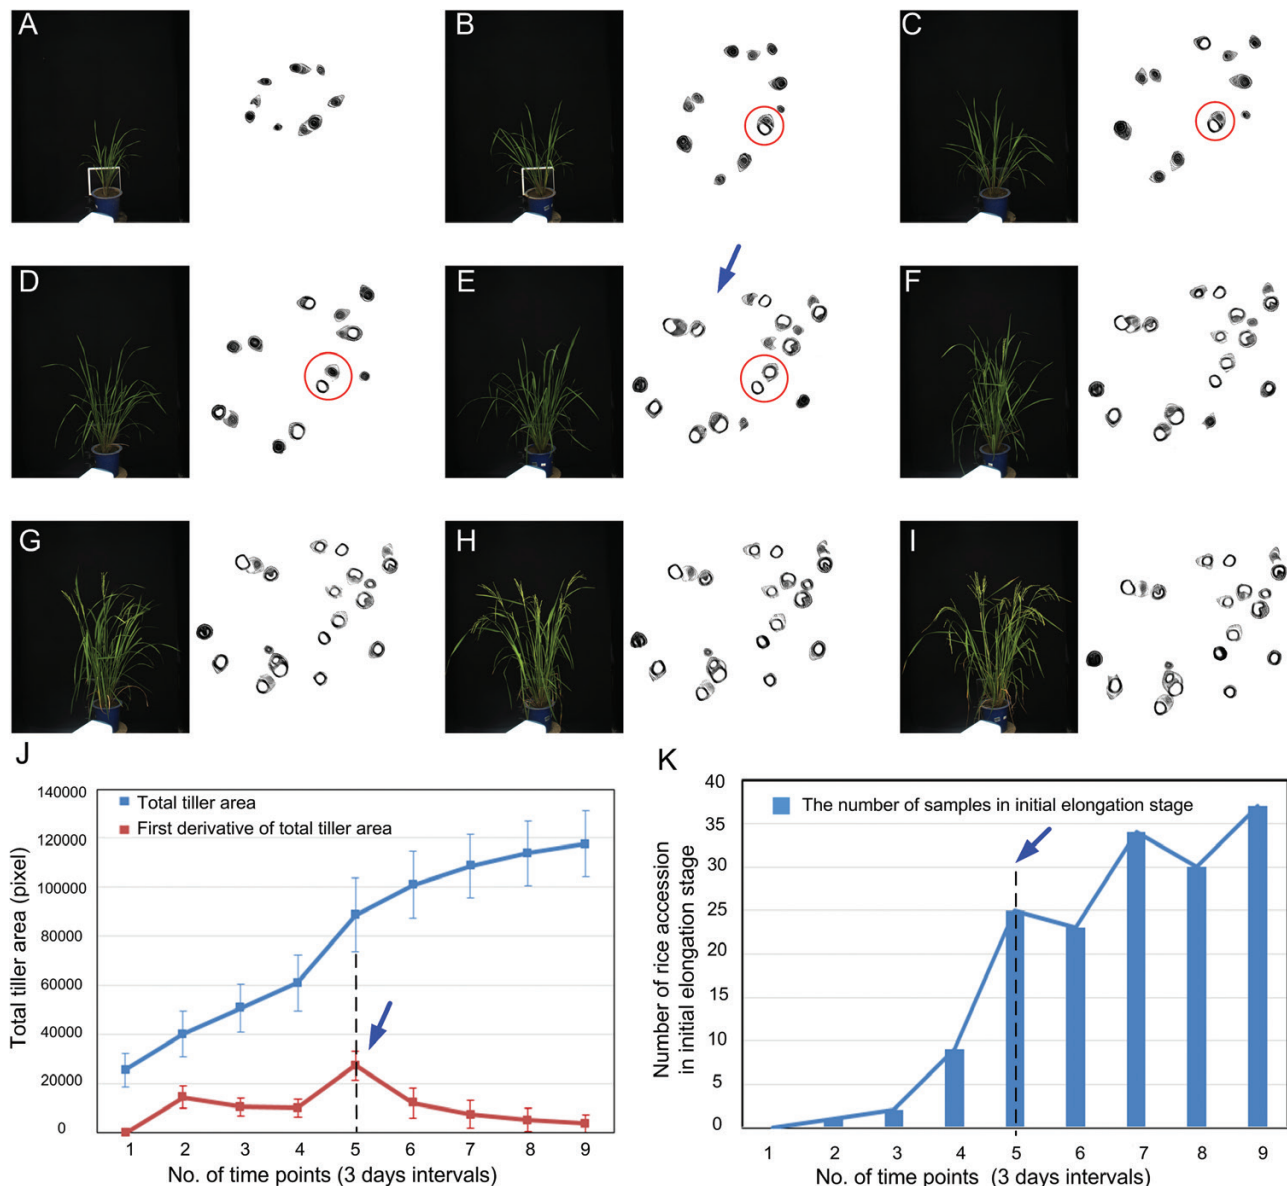 A
B
C
D
E
F
G
H
I
J
Total tiller area
First derivative of total tiller area
Total tiller area (pixel)
140000
120000
100000
80000
60000
40000
20000
0
1 2 3 4 5 6 7 8 9
No. of time points (3 days intervals)
K
The number of samples in initial elongation stage
Number of rice accession
in initial elongation stage
40
35
30
25
20
15
10
5
0
1 2 3 4 5 6 7 8 9
No. of time points (3 days intervals)